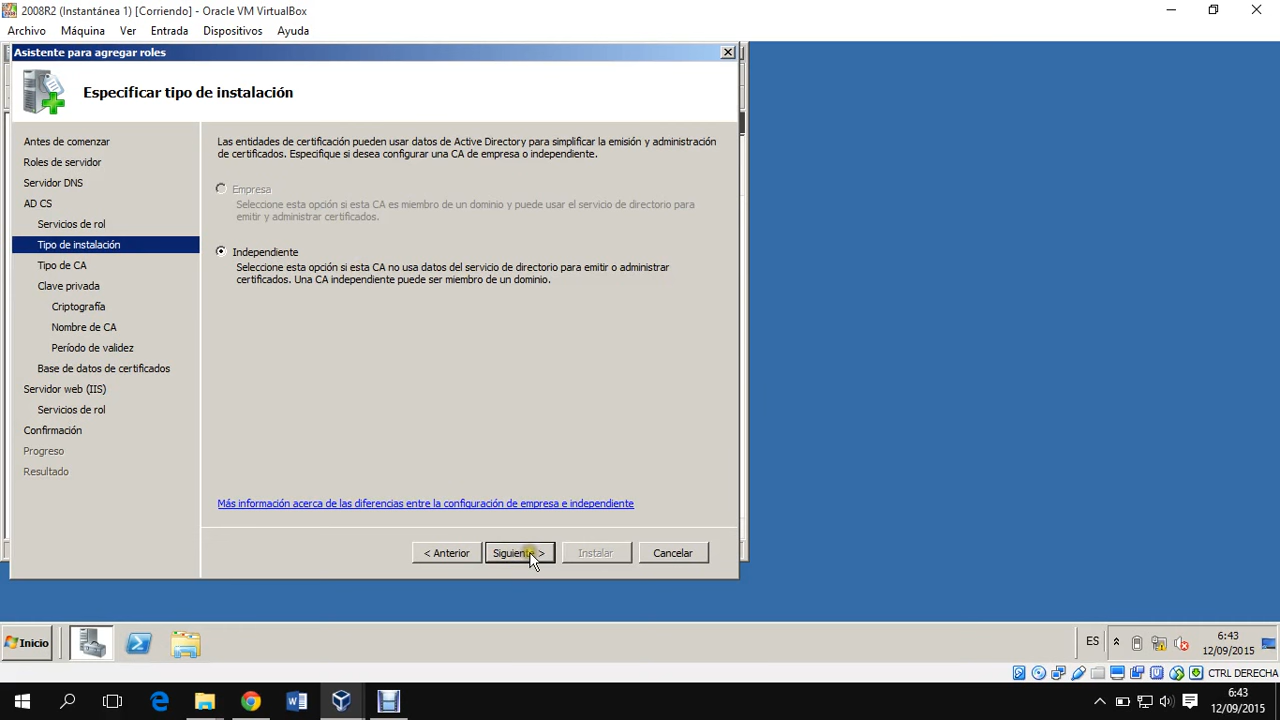 2008R2 (Instantánea 1) [Corriendo] - Oracle VM VirtualBox
Archivo Máquina Ver Entrada Dispositivos Ayuda
Asistente para agregar roles
Especificar tipo de instalación
Antes de comenzar
Roles de servidor
Servidor DNS
AD CS
Servicios de rol
Tipo de instalación
Tipo de CA
Clave privada
Criptografía
Nombre de CA
Período de validez
Base de datos de certificados
Servidor web (IIS)
Servicios de rol
Confirmación
Progreso
Resultado
Las entidades de certificación pueden usar datos de Active Directory para simplificar la emisión y administración
de certificados. Especifique si desea configurar una CA de empresa o independiente.
Empresa
Seleccione esta opción si esta CA es miembro de un dominio y puede usar el servicio de directorio para
emitir y administrar certificados.
Independiente
Seleccione esta opción si esta CA no usa datos del servicio de directorio para emitir o administrar
certificados. Una CA independiente puede ser miembro de un dominio.
Más información acerca de las diferencias entre la configuración de empresa e independiente
< Anterior Siguiente > Instalar Cancelar
Inicio ES 6:43
12/09/2015
CTRL DERECHA
6:43
12/09/2015